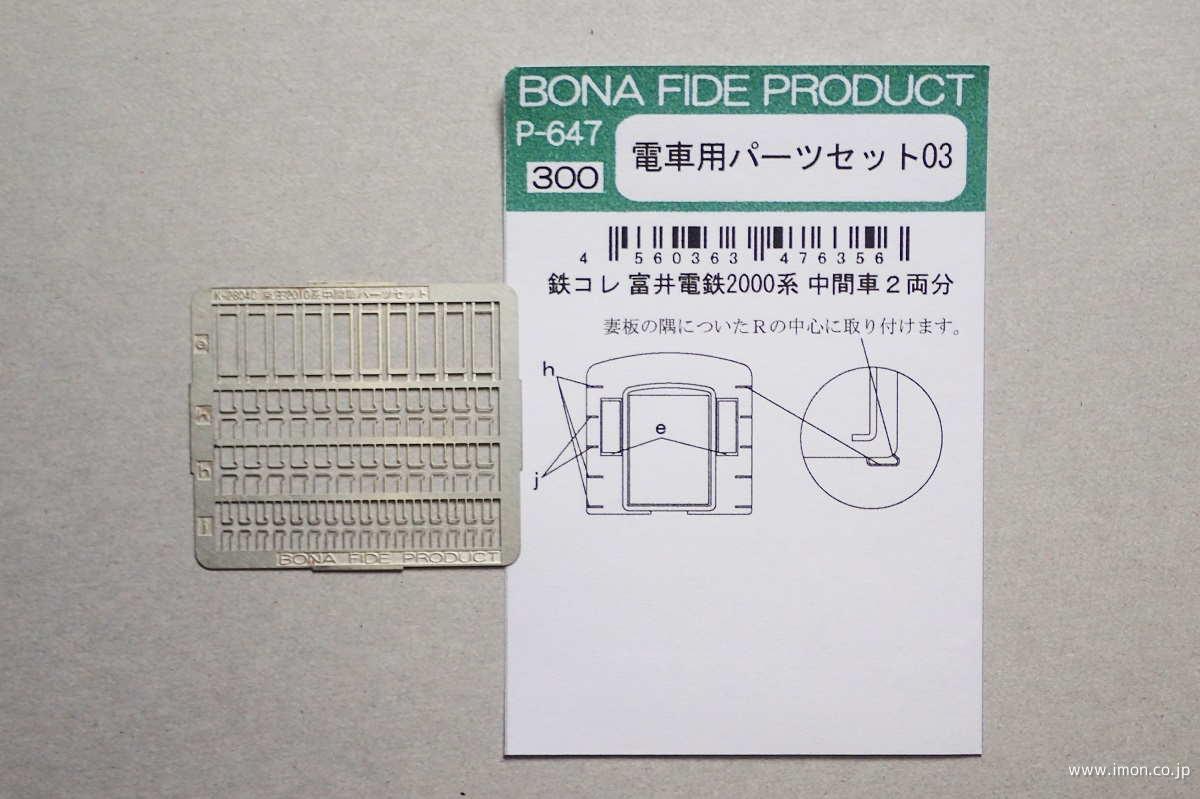 BONA FIDE PRODUCT
P-647
300
電車用パーツセット03
4 560363 476356
鉄コレ 富井電鉄2000系 中間車2両分
妻板の隅についたRの中心に取り付けます。
h
e
j
e
h
h
j
BONA FIDE PRODUCT
www.imon.co.jp